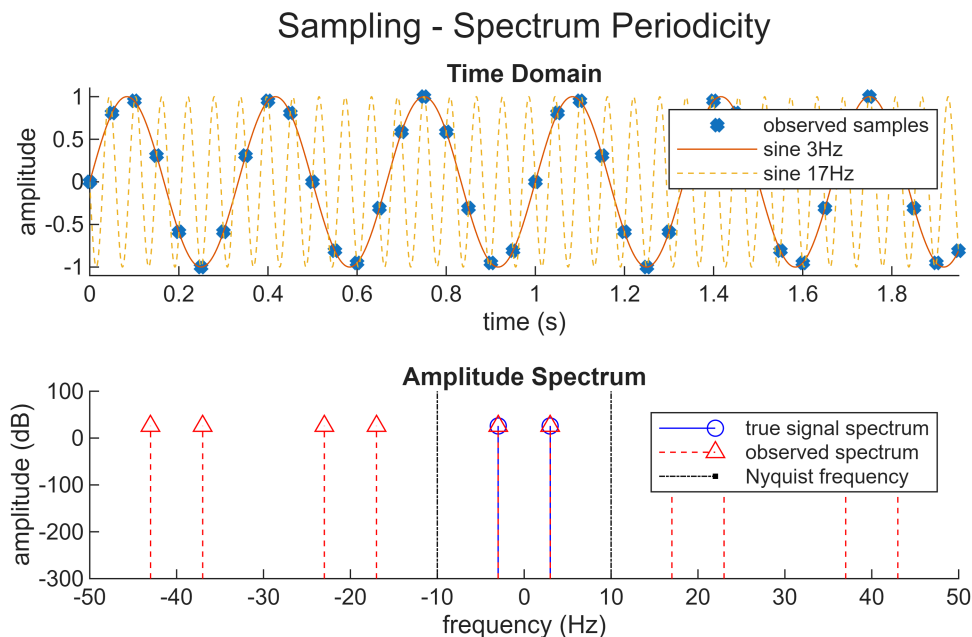 Sampling - Spectrum Periodicity
Time Domain
amplitude
1
0.5
0
-0.5
-1
observed samples
sine 3Hz
sine 17Hz
0 0.2 0.4 0.6 0.8 1 1.2 1.4 1.6 1.8
time (s)
Amplitude Spectrum
amplitude (dB)
100
0
-100
-200
-300
true signal spectrum
observed spectrum
Nyquist frequency
-50 -40 -30 -20 -10 0 10 20 30 40 50
frequency (Hz)